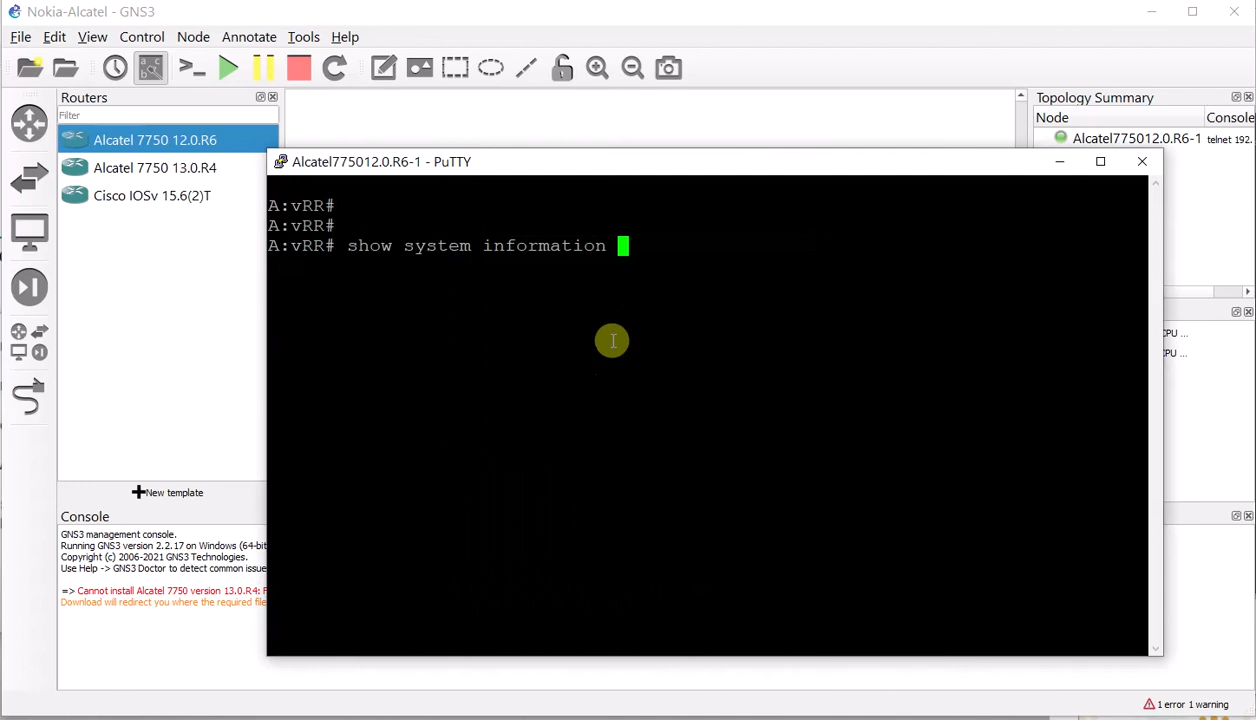 Nokia-Alcatel - GNS3
File Edit View Control Node Annotate Tools Help
Routers
Filter
Alcatel 7750 12.0.R6
Alcatel 7750 13.0.R4
Cisco IOSv 15.6(2)T
New template
Console
GNS3 management console.
Running GNS3 version 2.2.17 on Windows (64-bit
Copyright (c) 2006-2021 GNS3 Technologies.
Use Help -> GNS3 Doctor to detect common issue
=> Cannot install Alcatel 7750 version 13.0.R4: F
Download will redirect you where the required file
Alcatel775012.0.R6-1 - PuTTY
A:vRR#
A:vRR#
A:vRR# show system information
Topology Summary
Node Console
Alcatel775012.0.R6-1 telnet 192.
CPU ...
CPU ...
1 error 1 warning